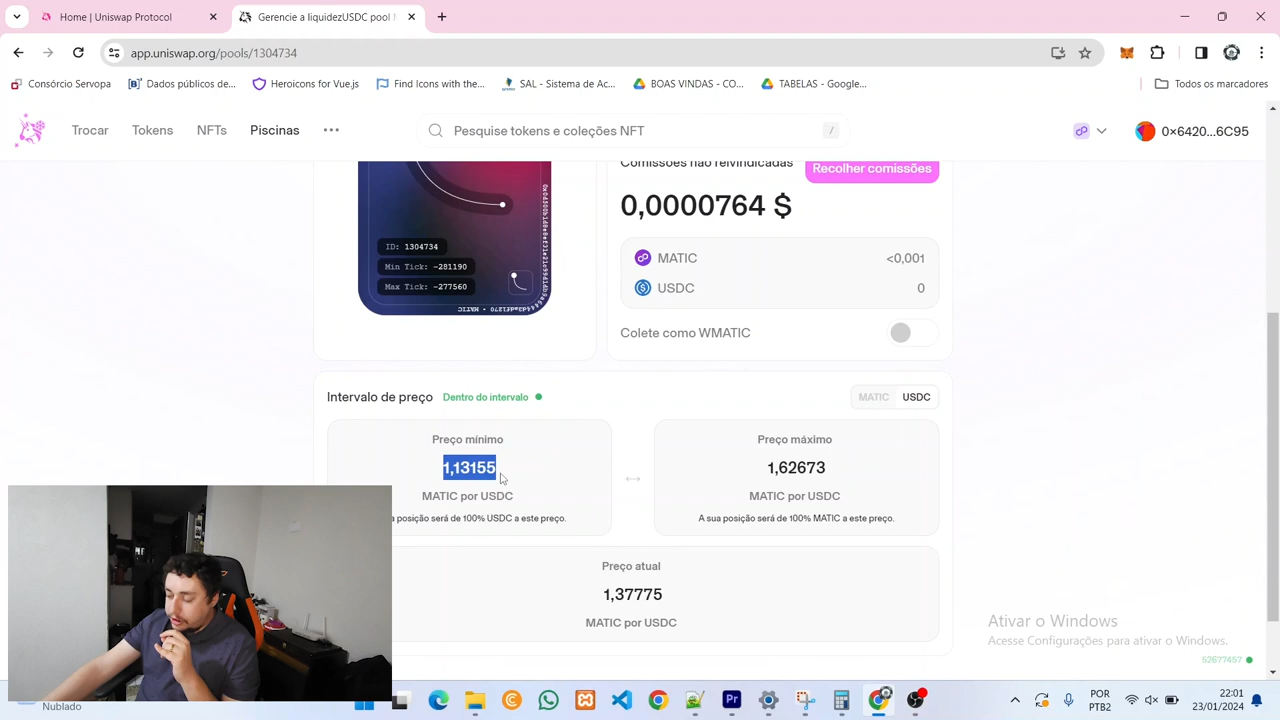 Home | Uniswap Protocol
Gerencie a liquidezUSDC pool
app.uniswap.org/pools/1304734
Consórcio Servopa
Dados públicos de...
Heroicons for Vue.js
Find Icons with the...
SAL - Sistema de Ac...
BOAS VINDAS - CO...
TABELAS - Google...
Todos os marcadores
Trocar
Tokens
NFTs
Piscinas
Pesquise tokens e coleções NFT
/
0x6420...6C95
Comissões não reivindicadas
Recolher comissões
0,0000764 $
MATIC
<0,001
USDC
0
Colete como WMATIC
ID: 1304734
Min Tick: -281190
Max Tick: -277560
Intervalo de preço
Dentro do intervalo
MATIC
USDC
Preço mínimo
1,13155
MATIC por USDC
a posição será de 100% USDC a este preço.
Preço máximo
1,62673
MATIC por USDC
A sua posição será de 100% MATIC a este preço.
Preço atual
1,37775
MATIC por USDC
Ativar o Windows
Acesse Configurações para ativar o Windows.
52677457
Nublado
POR
PTB2
22:01
23/01/2024